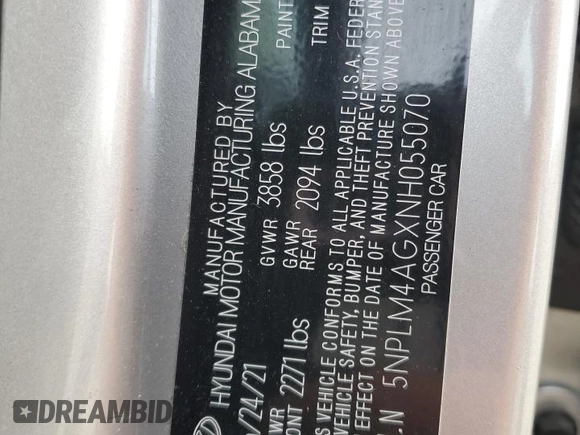 MANUFACTURED BY
HYUNDAI MOTOR MANUFACTURING ALABAMA
/24/21 GVWR 3858 lbs PAINT
GAWR
FRONT 2271 lbs REAR 2094 lbs TRIM
VEHICLE CONFORMS TO ALL APPLICABLE U.S.A. FEDER
VEHICLE SAFETY, BUMPER, AND THEFT PREVENTION STAN
EFFECT ON THE DATE OF MANUFACTURE SHOWN ABOVE
5NPLM4AGXNH055070
PASSENGER CAR
DREAMBID